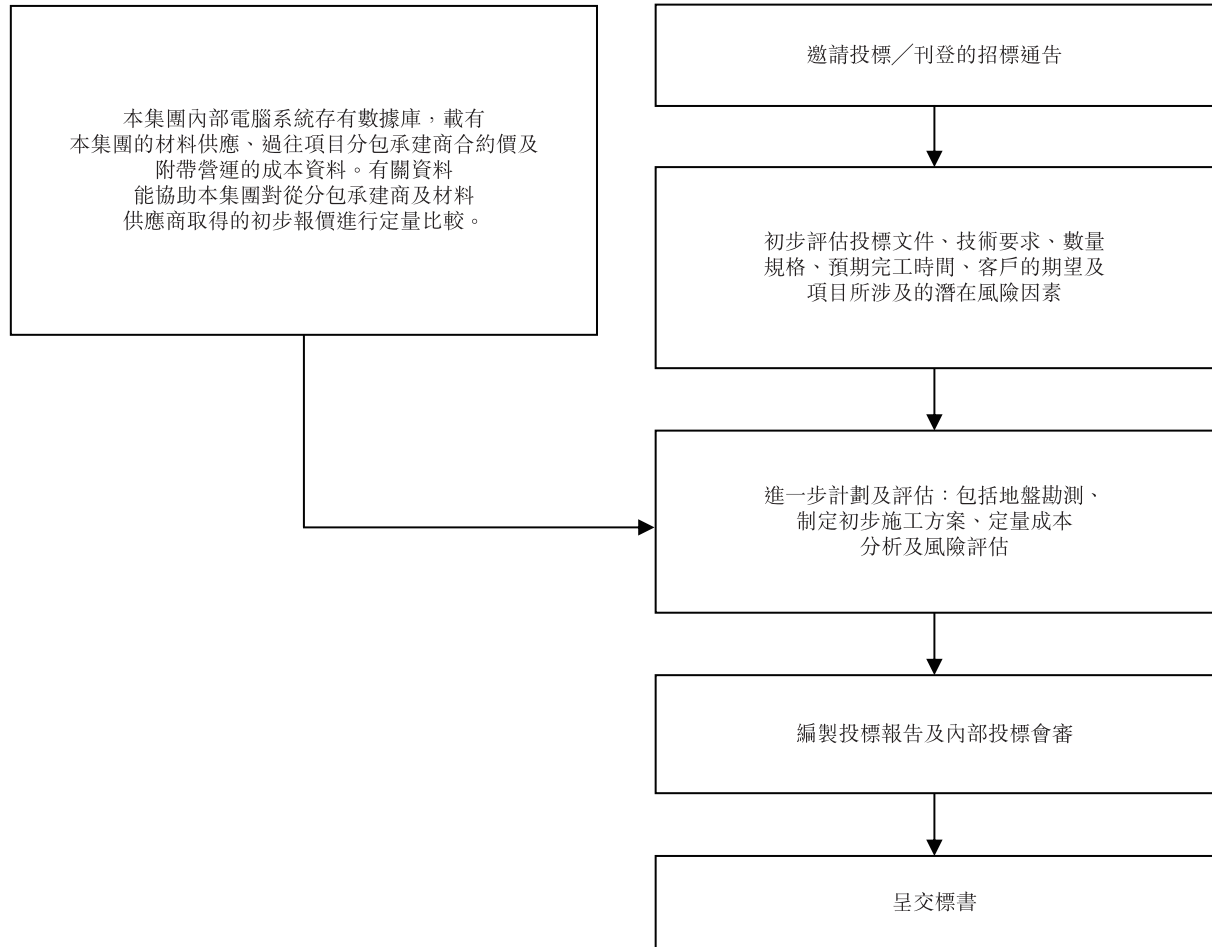 本集團內部電腦系統存有數據庫，載有
本集團的材料供應、過往項目分包承建商合約價及
附帶營運的成本資料。有關資料
能協助本集團對從分包承建商及材料
供應商取得的初步報價進行定量比較。
邀請投標／刊登的招標通告
初步評估投標文件、技術要求、數量
規格、預期完工時間、客戶的期望及
項目所涉及的潛在風險因素
進一步計劃及評估：包括地盤勘測、
制定初步施工方案、定量成本
分析及風險評估
編製投標報告及內部投標會審
呈交標書